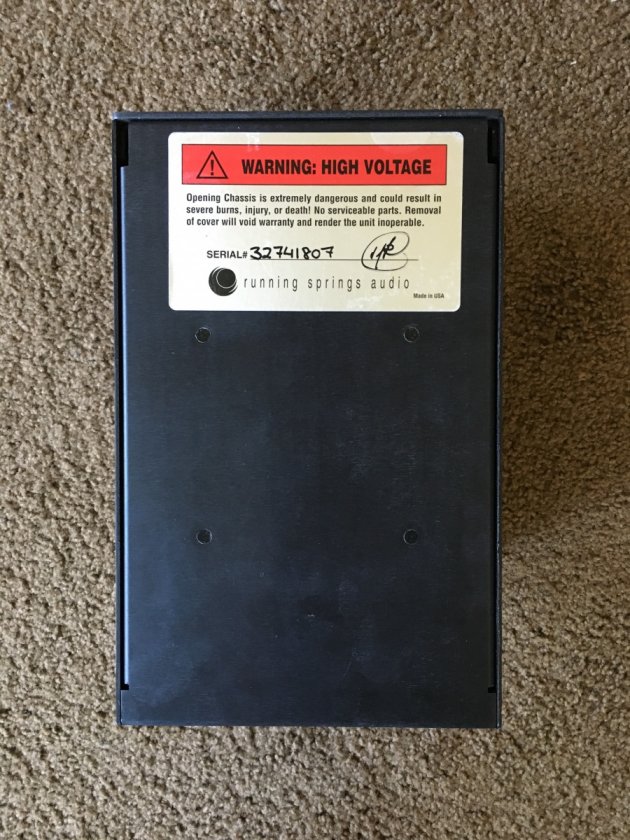 WARNING: HIGH VOLTAGE
Opening Chassis is extremely dangerous and could result in
severe burns, injury, or death! No serviceable parts. Removal
of cover will void warranty and render the unit inoperable.
SERIAL# 32741807
running springs audio
Made in USA